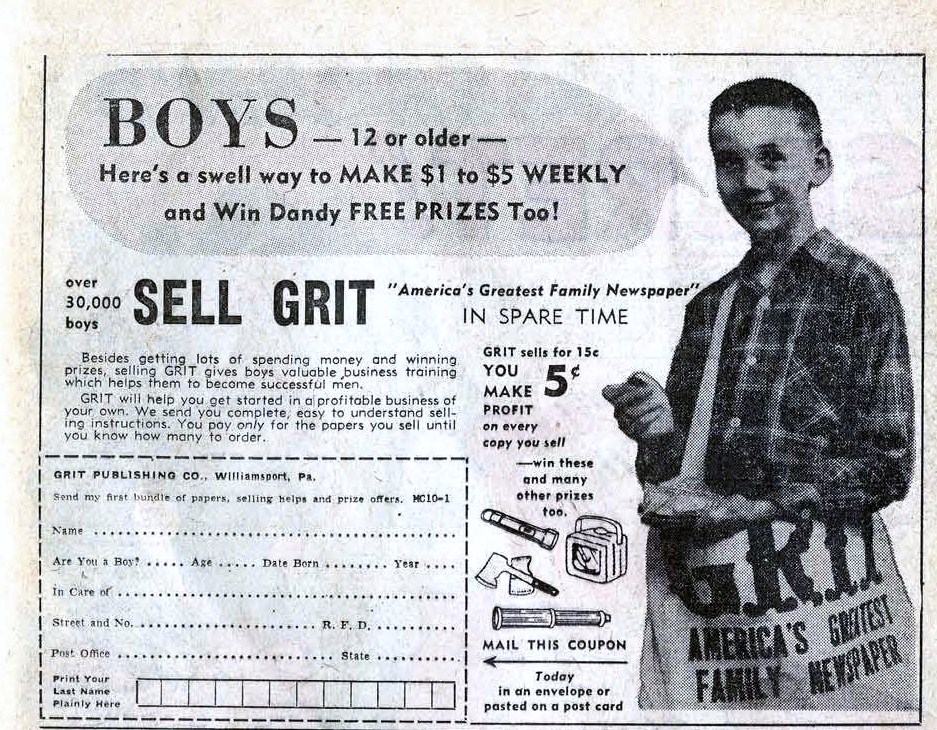 BOYS — 12 or older —
Here's a swell way to MAKE $1 to $5 WEEKLY
and Win Dandy FREE PRIZES Too!
over
30,000
boys
SELL GRIT
"America's Greatest Family Newspaper"
IN SPARE TIME
Besides getting lots of spending money and winning
prizes, selling GRIT gives boys valuable business training
which helps them to become successful men.
GRIT will help you get started in a profitable business of
your own. We send you complete, easy to understand sell-
ing instructions. You pay only for the papers you sell until
you know how many to order.
GRIT sells for 15c
YOU
MAKE 5¢
PROFIT
on every
copy you sell
—win these
and many
other prizes
too.
MAIL THIS COUPON
Today
in an envelope or
pasted on a post card
GRIT PUBLISHING CO., Williamsport, Pa.
Send my first bundle of papers, selling helps and prize offers. MC10-1
Name
Are You a Boy? ..... Age ..... Date Born ........ Year ....
In Care of
Street and No. R. F. D.
Post Office State
Print Your
Last Name
Plainly Here
GRIT
AMERICA'S GREATEST
FAMILY NEWSPAPER